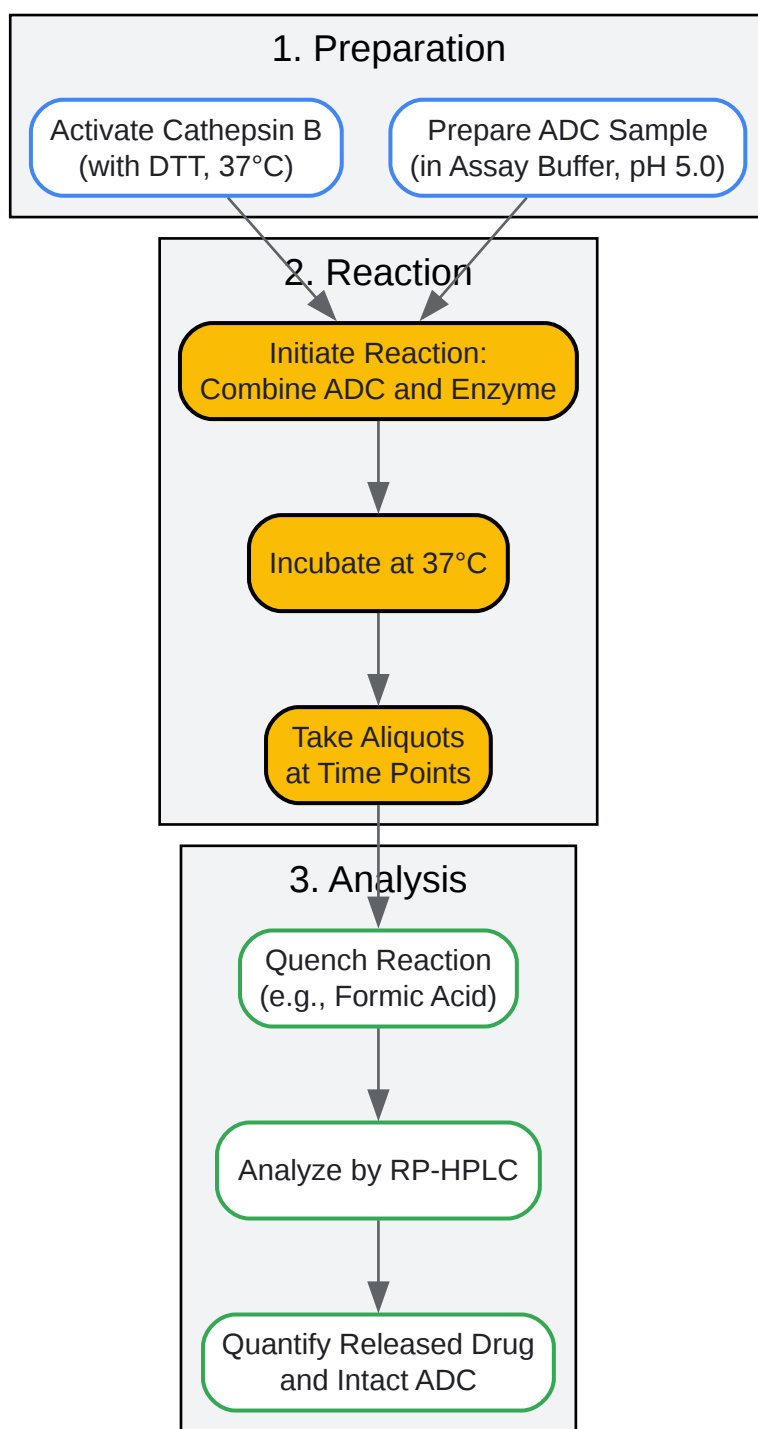 1. Preparation
Activate Cathepsin B
(with DTT, 37°C)
Prepare ADC Sample
(in Assay Buffer, pH 5.0)
2. Reaction
Initiate Reaction:
Combine ADC and Enzyme
Incubate at 37°C
Take Aliquots
at Time Points
3. Analysis
Quench Reaction
(e.g., Formic Acid)
Analyze by RP-HPLC
Quantify Released Drug
and Intact ADC